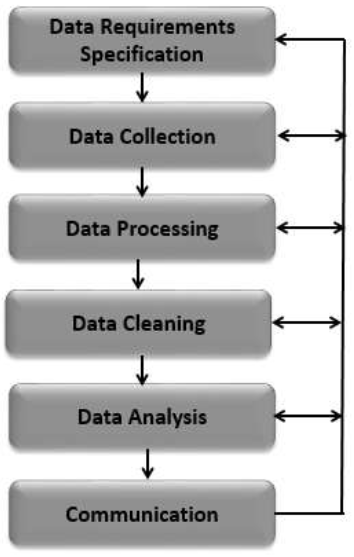 Data Requirements
Specification
Data Collection
Data Processing
Data Cleaning
Data Analysis
Communication